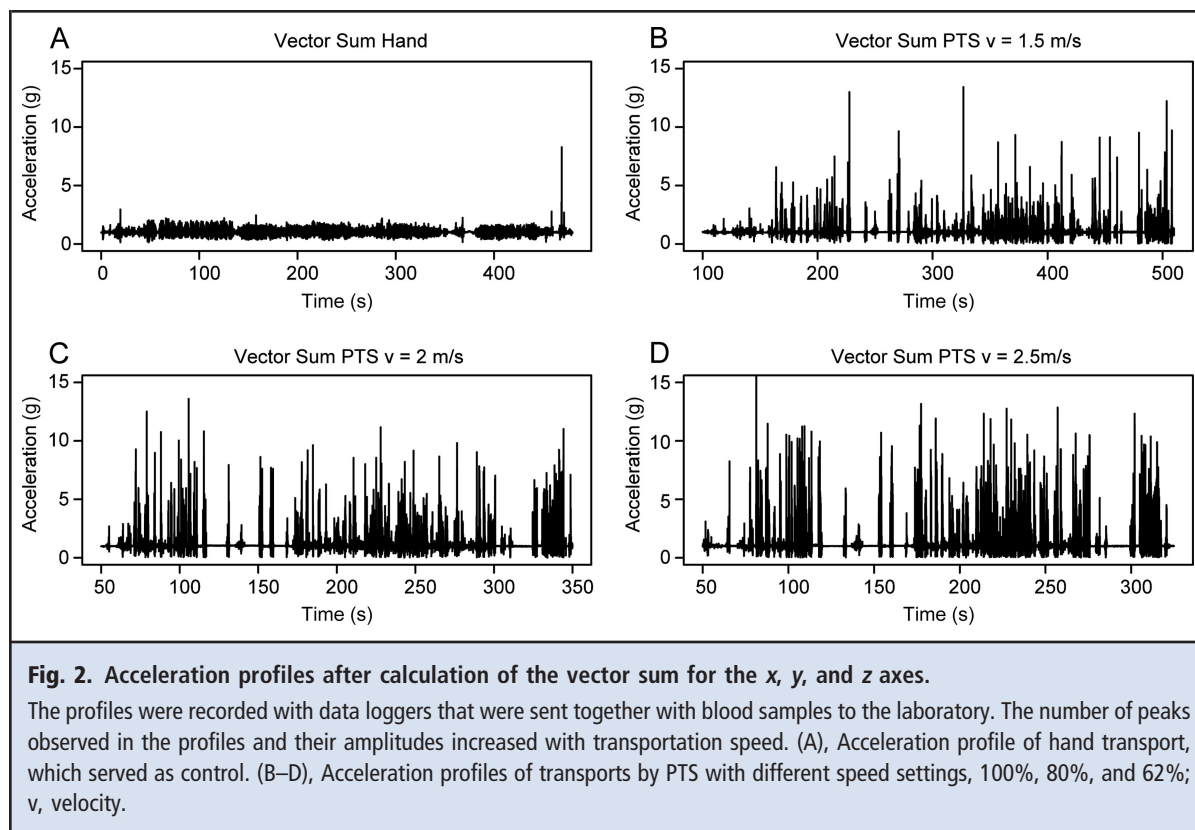 A
Vector Sum Hand
Acceleration (g)
15
10
5
0
0 100 200 300 400
Time (s)
B
Vector Sum PTS v = 1.5 m/s
Acceleration (g)
15
10
5
0
100 200 300 400 500
Time (s)
C
Vector Sum PTS v = 2 m/s
Acceleration (g)
15
10
5
0
50 100 150 200 250 300 350
Time (s)
D
Vector Sum PTS v = 2.5m/s
Acceleration (g)
15
10
5
0
50 100 150 200 250 300
Time (s)
Fig. 2. Acceleration profiles after calculation of the vector sum for the x, y, and z axes.
The profiles were recorded with data loggers that were sent together with blood samples to the laboratory. The number of peaks
observed in the profiles and their amplitudes increased with transportation speed. (A), Acceleration profile of hand transport,
which served as control. (B–D), Acceleration profiles of transports by PTS with different speed settings, 100%, 80%, and 62%;
v, velocity.